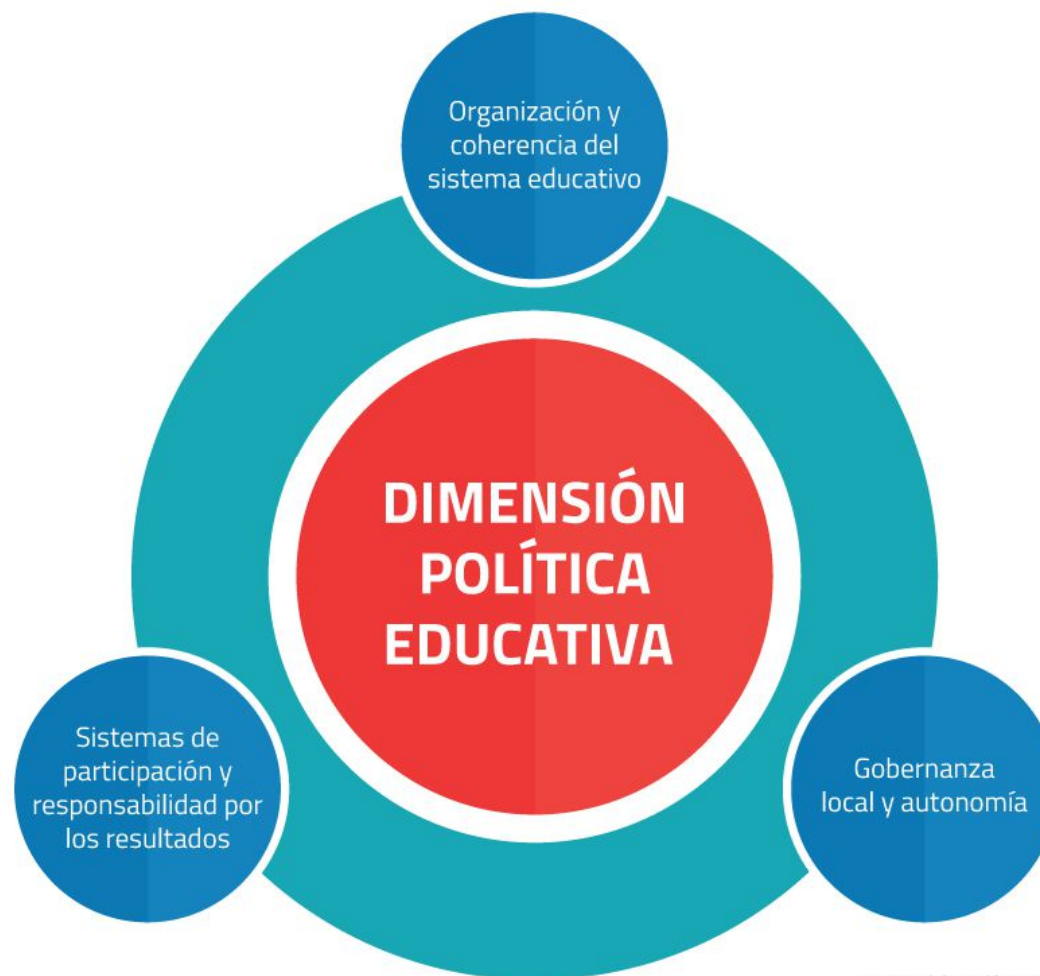 Organización y
coherencia del
sistema educativo
DIMENSIÓN
POLÍTICA
EDUCATIVA
Sistemas de
participación y
responsabilidad por
los resultados
Gobernanza
local y autonomía